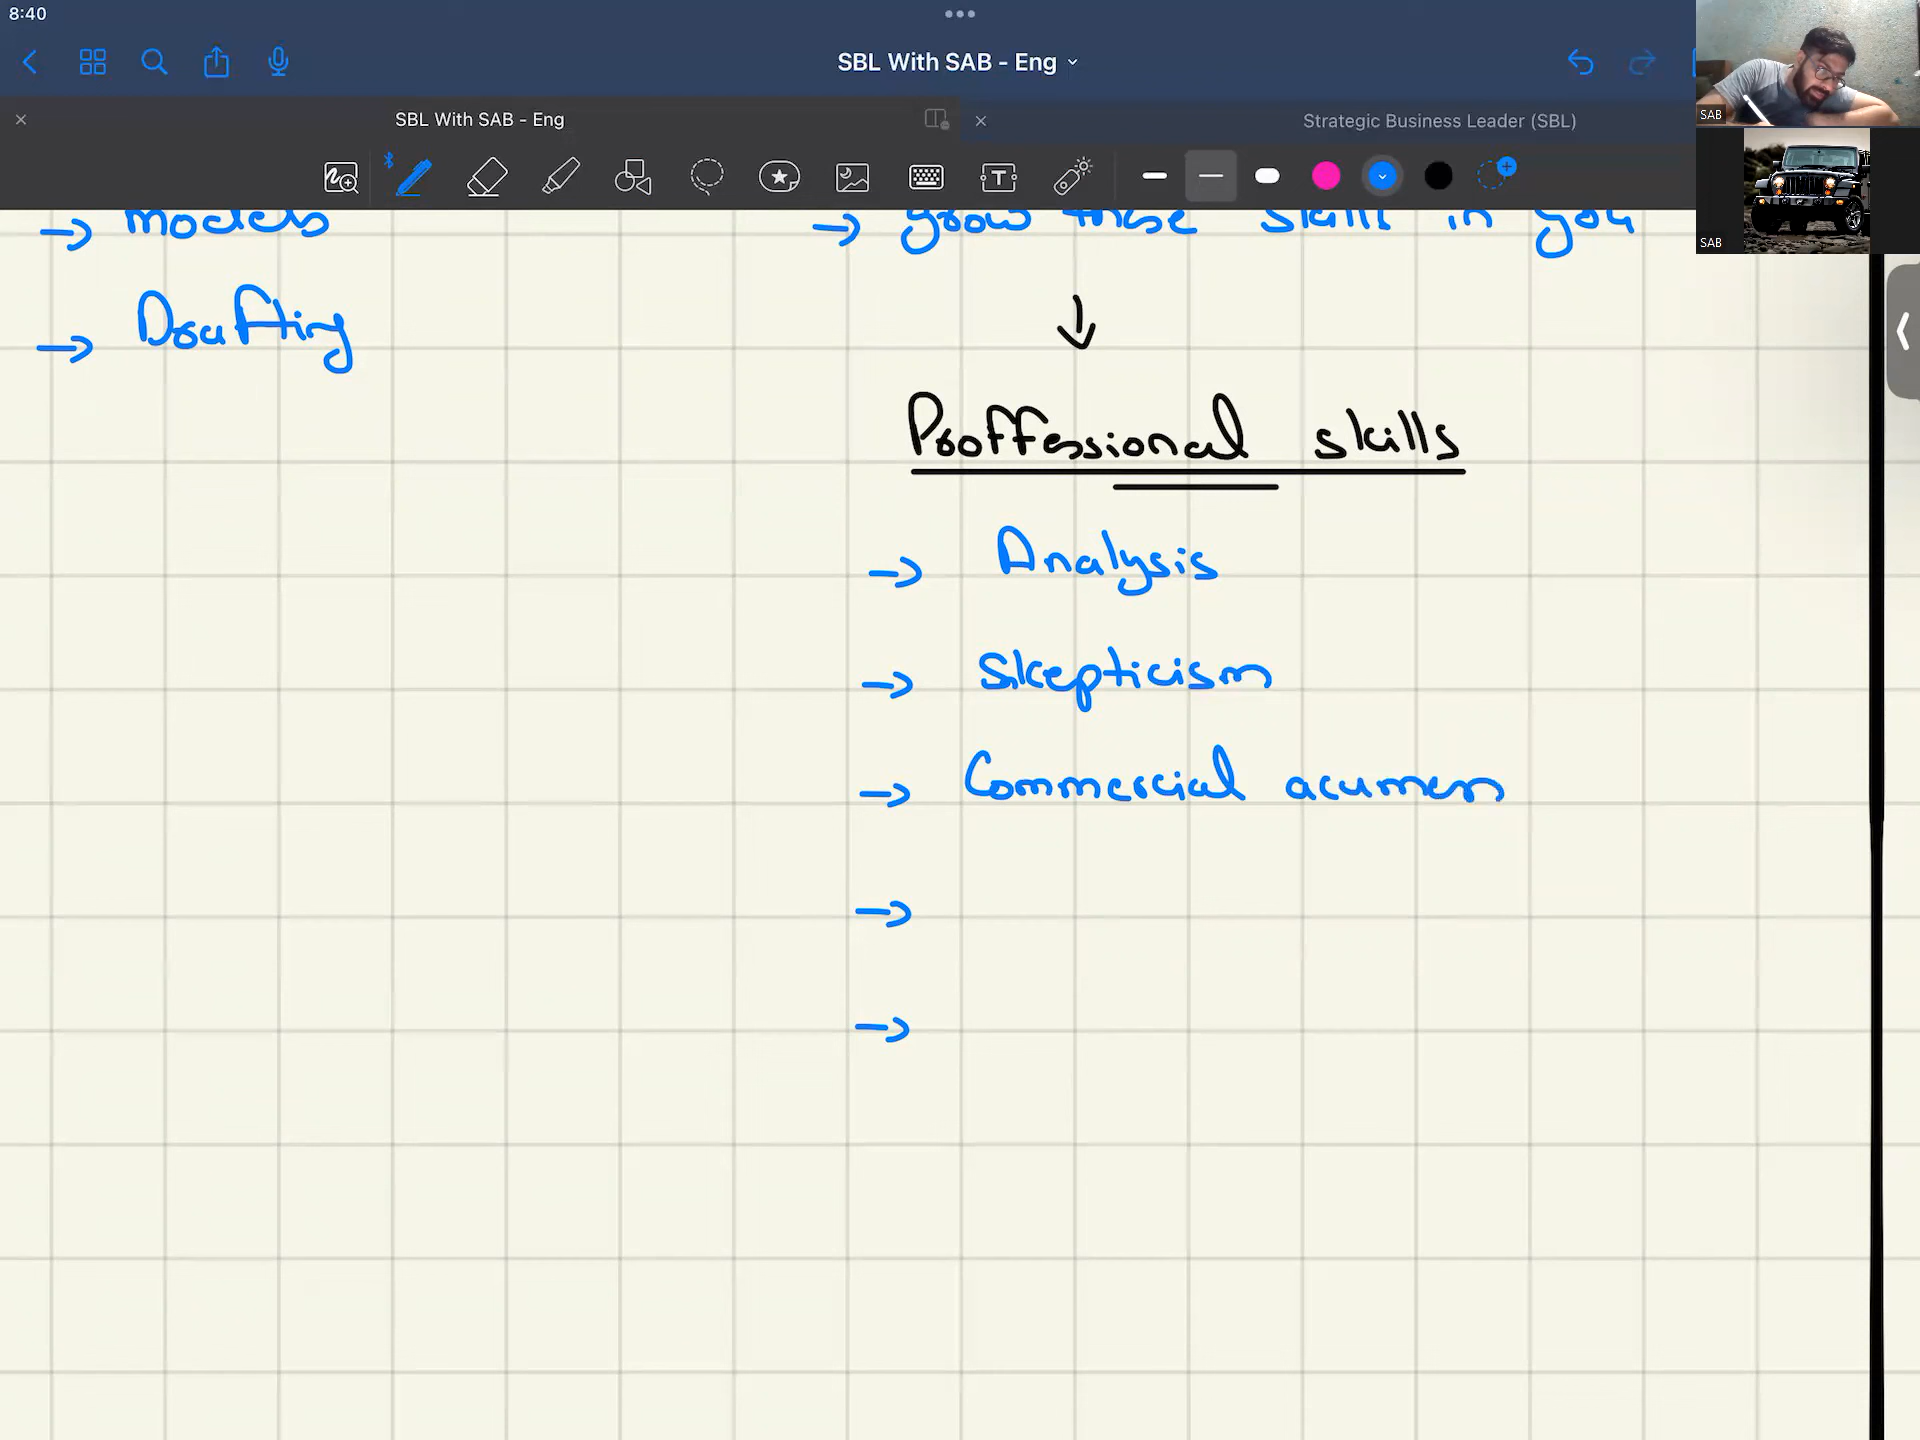 8:40
SBL With SAB - Eng
SBL With SAB - Eng
Strategic Business Leader (SBL)
SAB
SAB
→ models
→ Drafting
→ grow these skills in you
↓
Proffessional skills
→ Analysis
→ Skepticism
→ Commercial acumen
→
→